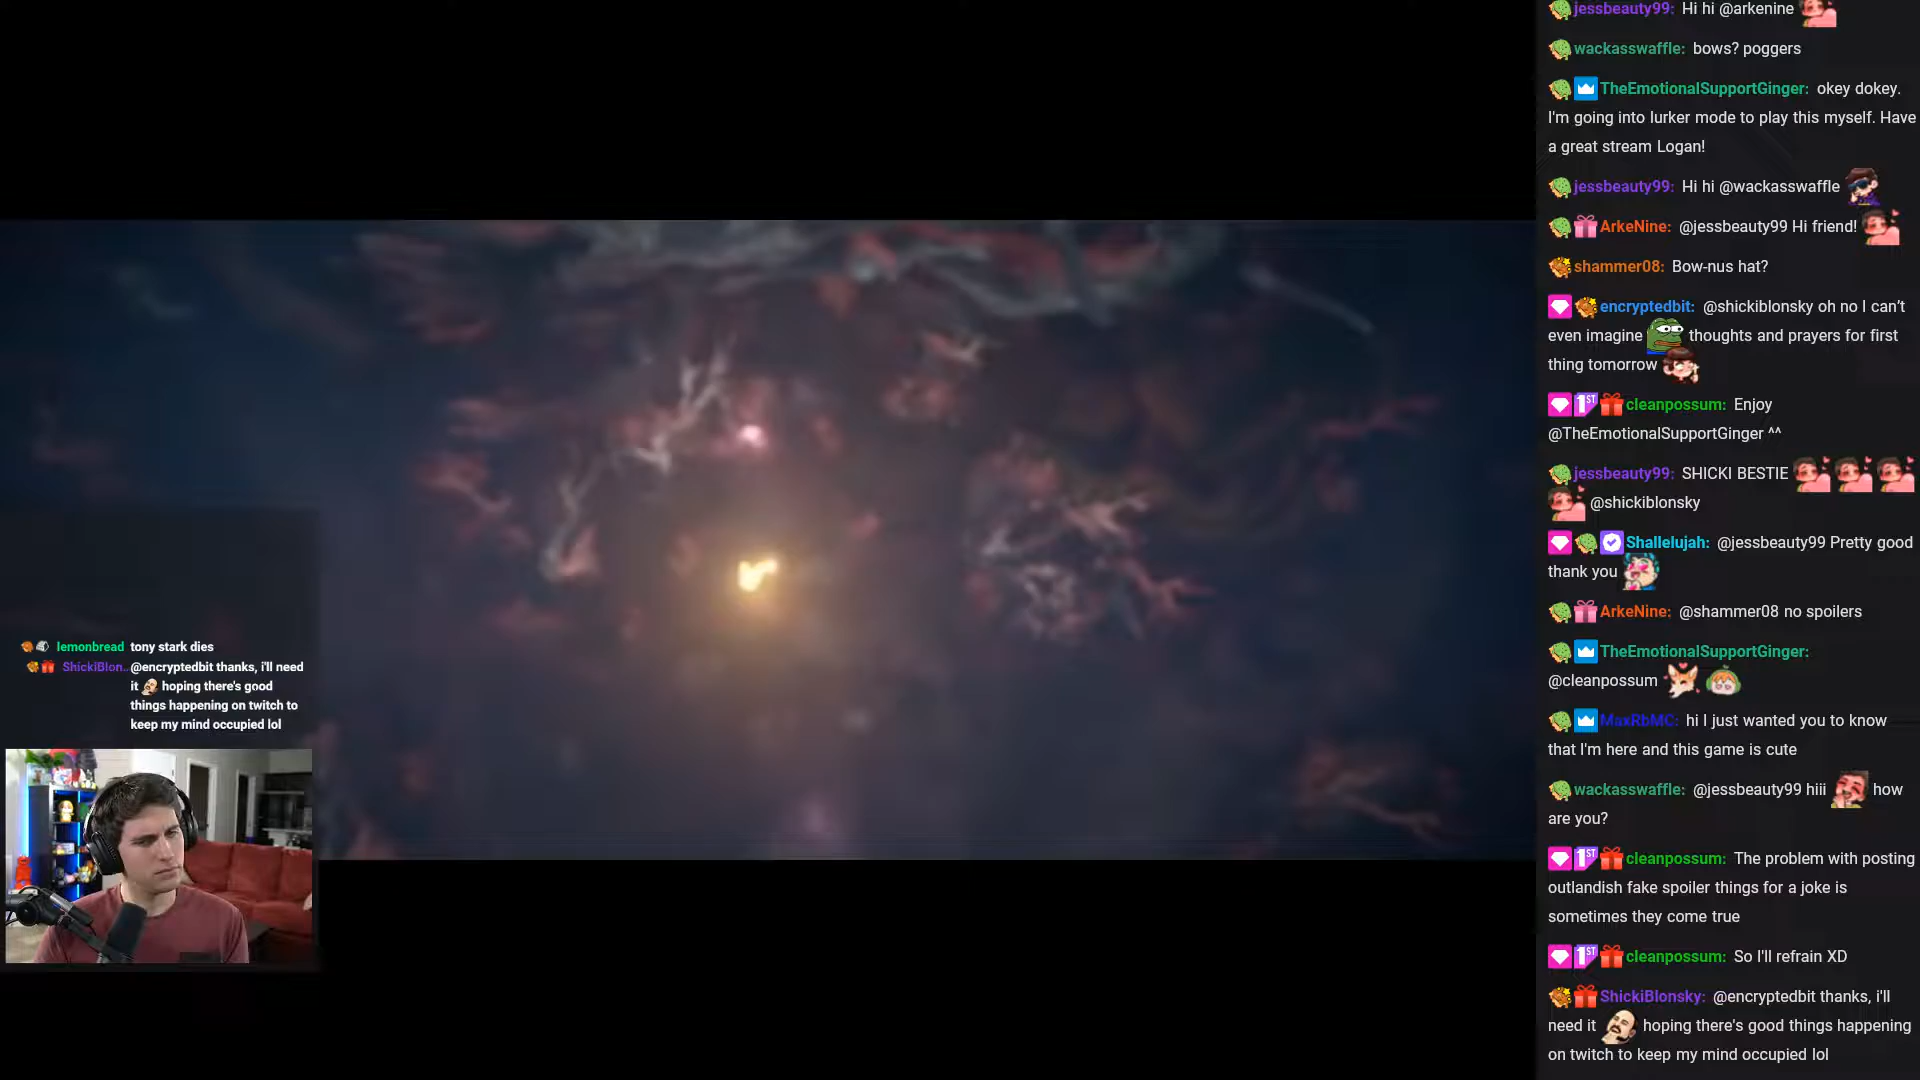 lemonbread tony stark dies
ShickiBlon... @encryptedbit thanks, i'll need
it hoping there's good
things happening on twitch to
keep my mind occupied lol
jessbeauty99: Hi hi @arkenine
wackasswaffle: bows? poggers
TheEmotionalSupportGinger: okey dokey.
I'm going into lurker mode to play this myself. Have
a great stream Logan!
jessbeauty99: Hi hi @wackasswaffle
ArkeNine: @jessbeauty99 Hi friend!
shammer08: Bow-nus hat?
encryptedbit: @shickiblonsky oh no I can't
even imagine thoughts and prayers for first
thing tomorrow
1ST cleanpossum: Enjoy
@TheEmotionalSupportGinger ^^
jessbeauty99: SHICKI BESTIE
@shickiblonsky
Shallelujah: @jessbeauty99 Pretty good
thank you
ArkeNine: @shammer08 no spoilers
TheEmotionalSupportGinger:
@cleanpossum
MaxRbMC: hi I just wanted you to know
that I'm here and this game is cute
wackasswaffle: @jessbeauty99 hiii how
are you?
1ST cleanpossum: The problem with posting
outlandish fake spoiler things for a joke is
sometimes they come true
1ST cleanpossum: So I'll refrain XD
ShickiBlonsky: @encryptedbit thanks, i'll
need it hoping there's good things happening
on twitch to keep my mind occupied lol